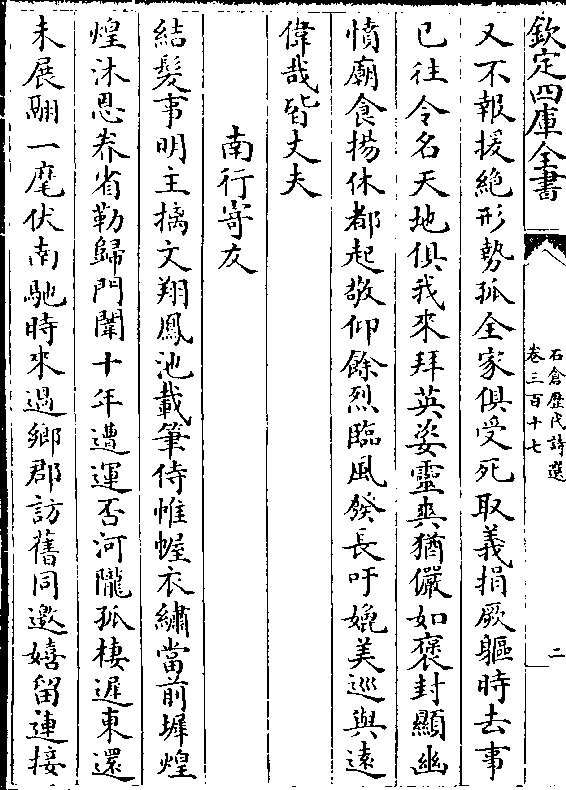 欽定四庫全書
石倉歷代詩選
卷三百十七
二
又不報援絶形勢孤全家俱受死取義捐厥軀時去事
已往令名天地俱我來拜英姿靈爽猶儼如褒封顯幽
憤廟食揚休都起敬仰餘烈臨風發長吁媲美巡與遠
偉哉皆丈夫
南行寄友
結髮事明主摛文翔鳳池載筆侍帷幄衣繡當前墀煌
煌沐恩眷省勒歸門闈十年遭運否河隴孤棲遲東還
未展驂一麾伏南馳時來過鄉郡訪舊同邀嬉留連接